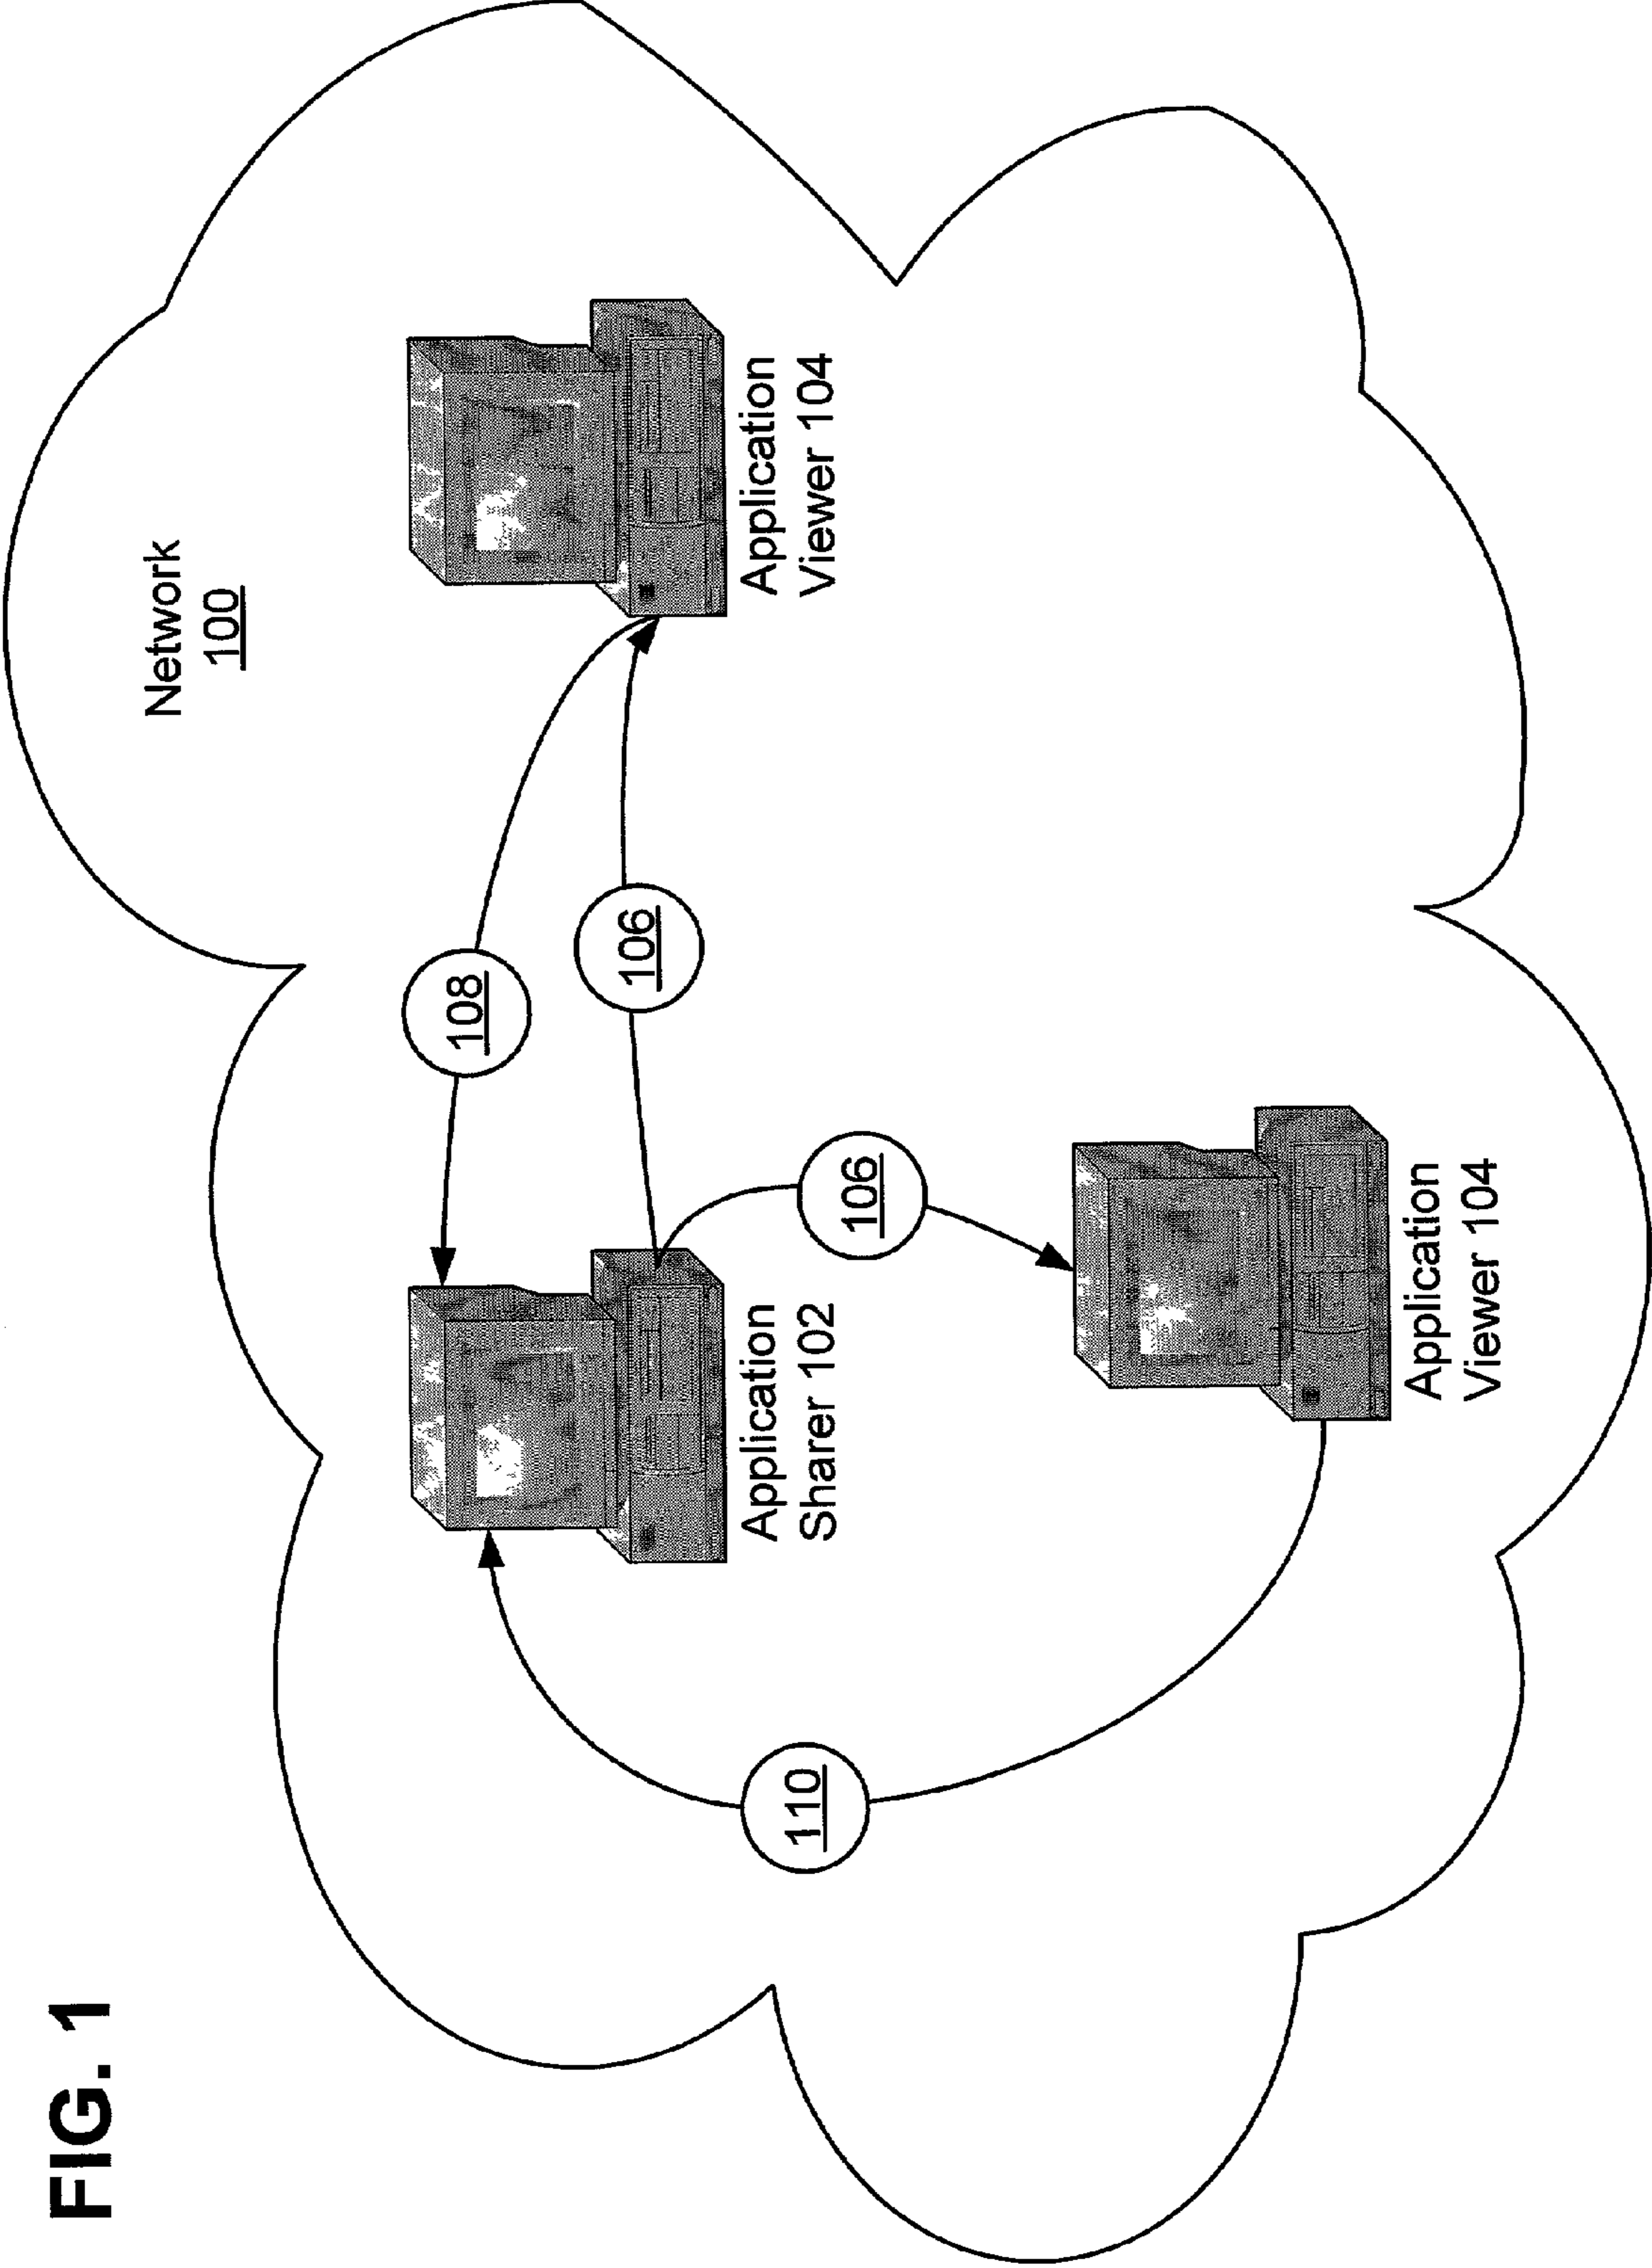 FIG. 1
Network
100
108
106
Application
Sharer 102
Application
Viewer 104
106
110
Application
Viewer 104